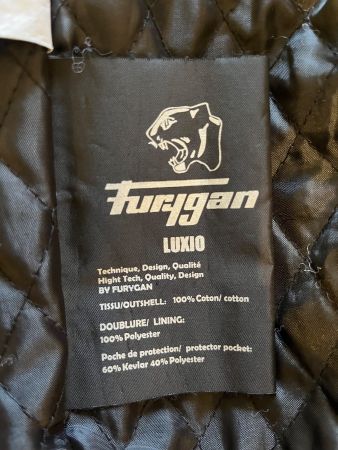 Furygan
LUXIO
Technique, Design, Qualité
Hight Tech, Quality, Design
BY FURYGAN
TISSU/OUTSHELL: 100% Coton/ cotton
DOUBLURE/ LINING:
100% Polyester
Poche de protection/ protector pocket:
60% Kevlar 40% Polyester